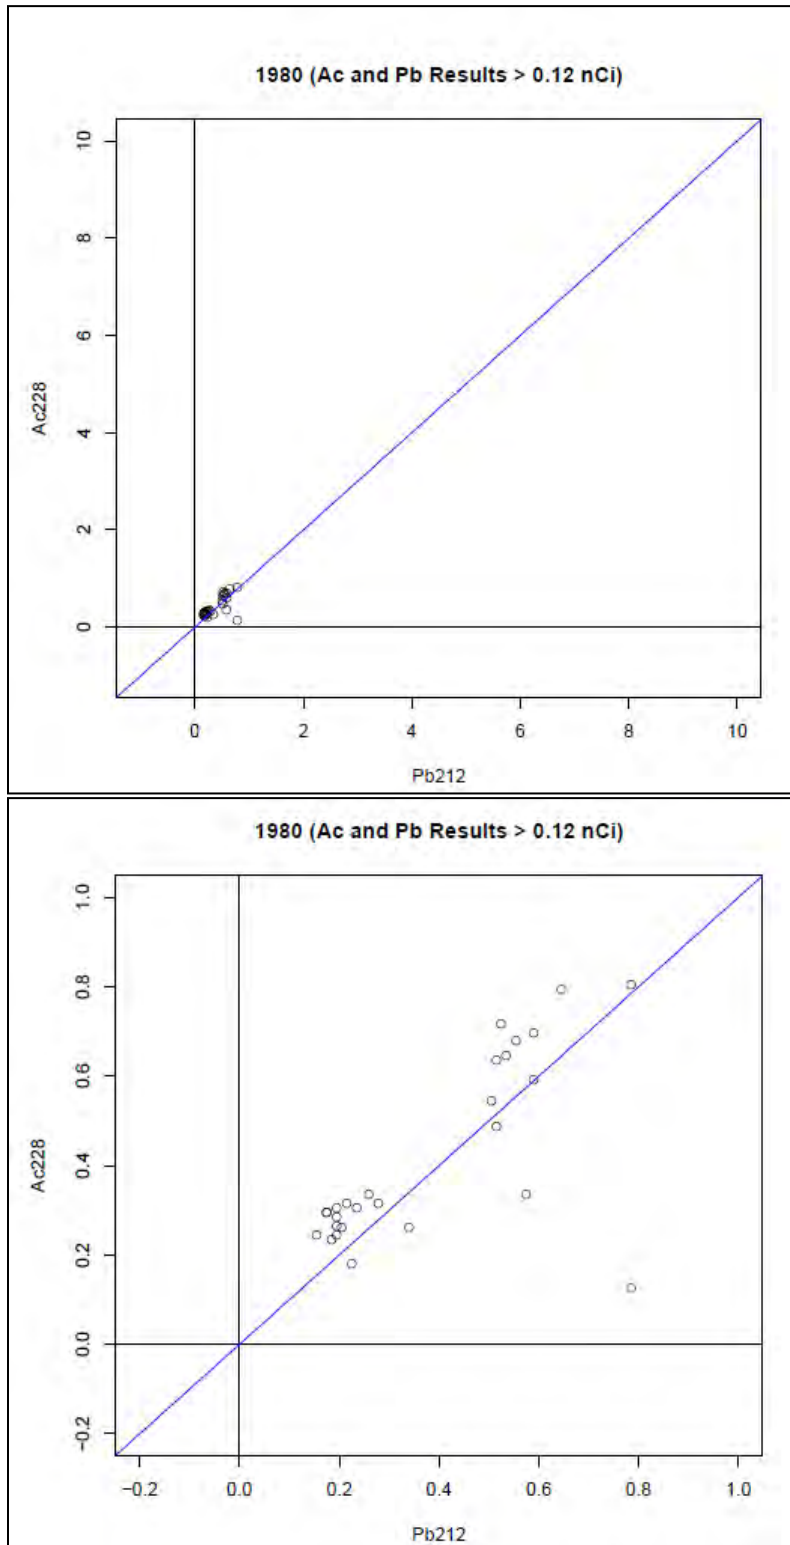 1980 (Ac and Pb Results > 0.12 nCi)
10
8
6
4
2
0
Ac228
0 2 4 6 8 10
Pb212
1980 (Ac and Pb Results > 0.12 nCi)
1.0
0.8
0.6
0.4
0.2
0.0
−0.2
Ac228
−0.2 0.0 0.2 0.4 0.6 0.8 1.0
Pb212